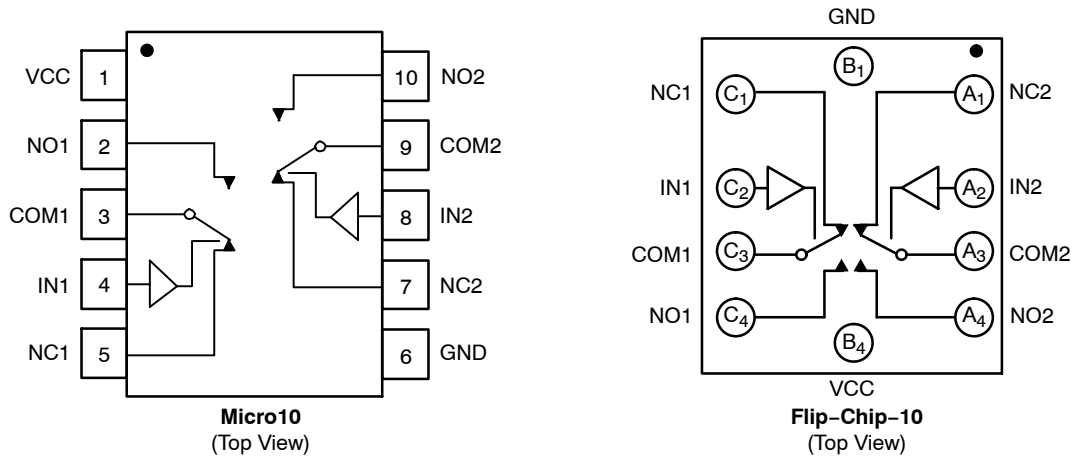 VCC 1
10 NO2
NO1 2
9 COM2
COM1 3
8 IN2
IN1 4
7 NC2
NC1 5
6 GND
Micro10
(Top View)
GND
B1
NC1 C1
A1 NC2
IN1 C2
A2 IN2
COM1 C3
A3 COM2
NO1 C4
A4 NO2
B4
VCC
Flip−Chip−10
(Top View)